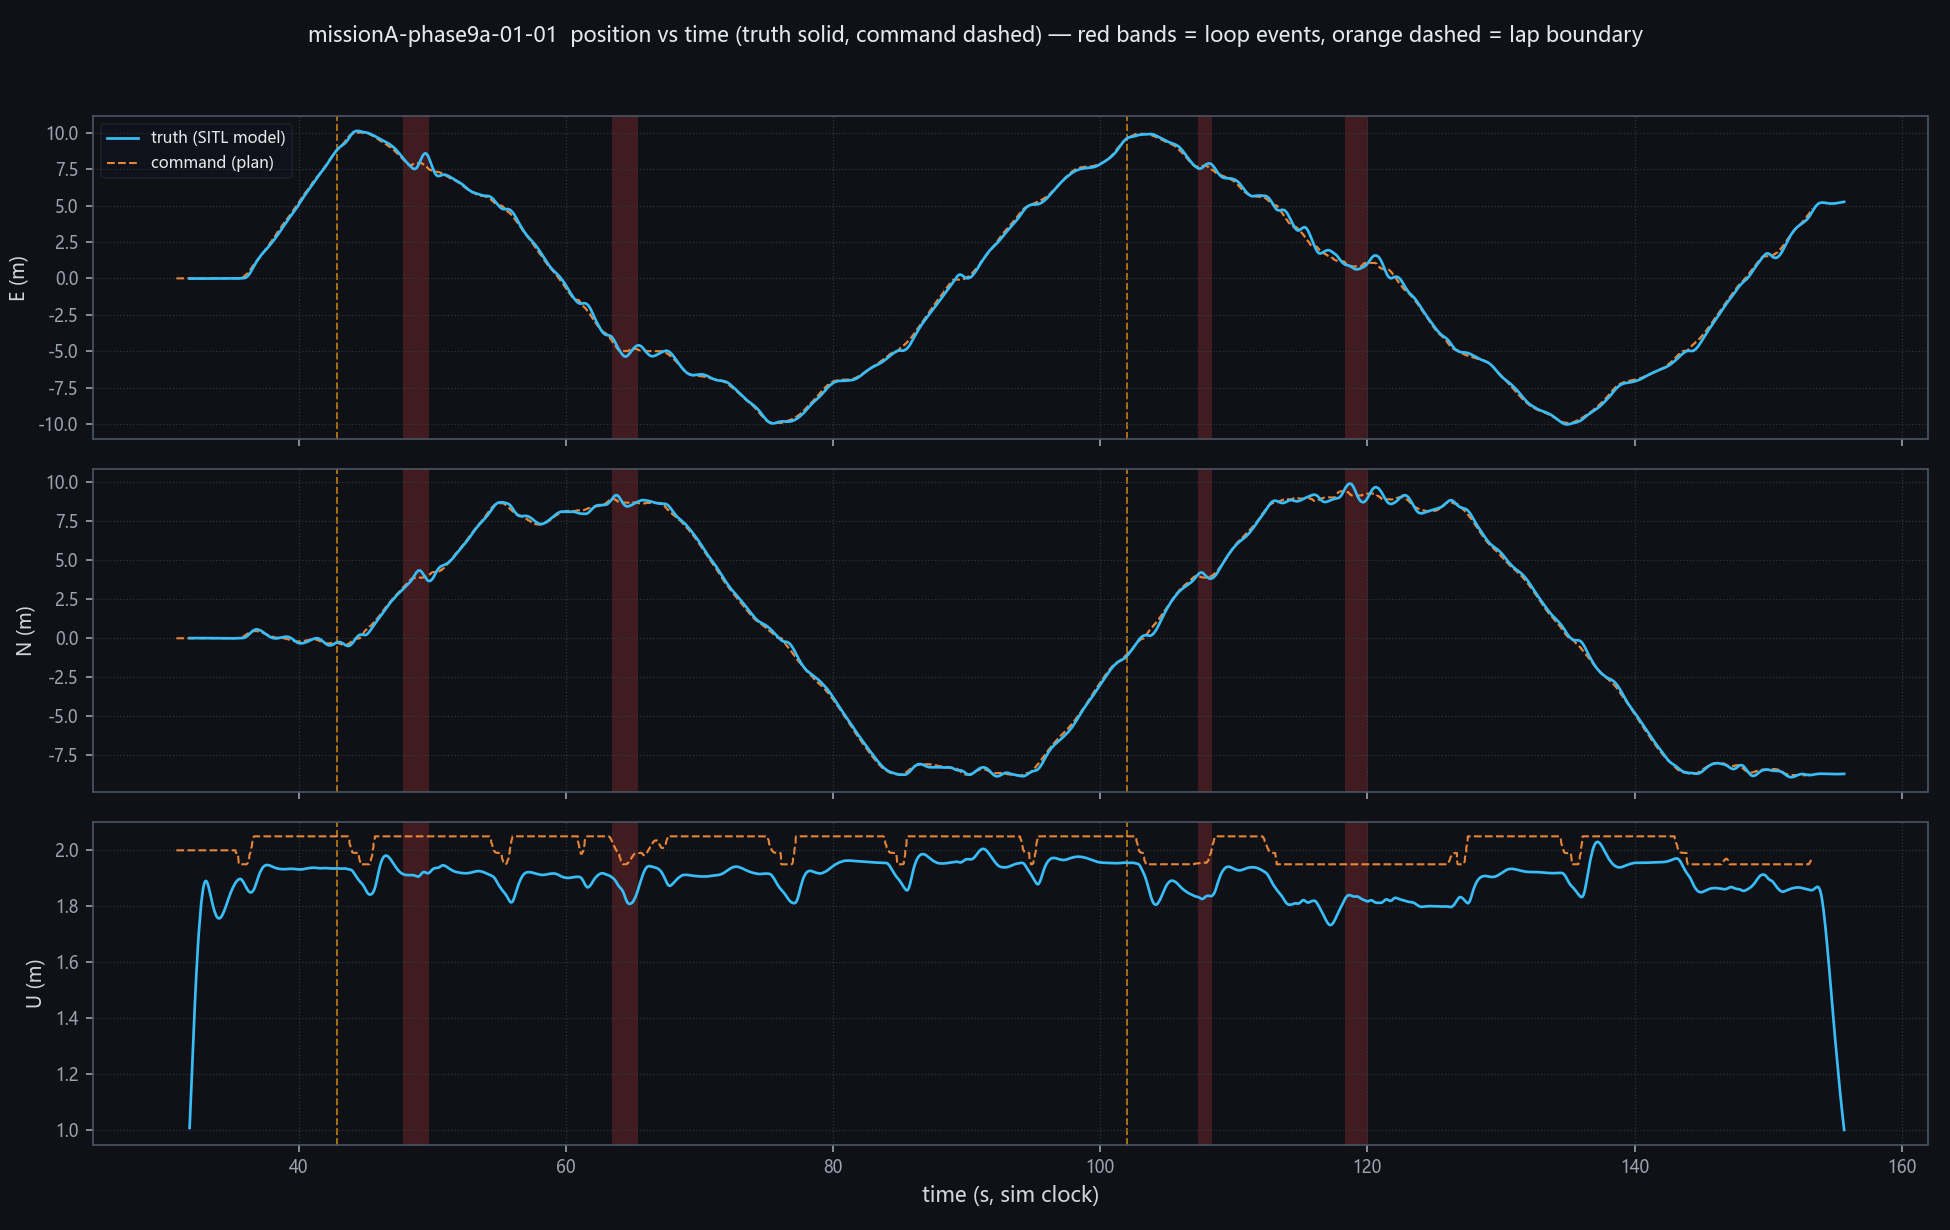 missionA-phase9a-01-01  position vs time (truth solid, command dashed) — red bands = loop events, orange dashed = lap boundary
truth (SITL model)
command (plan)
E (m)
10.0
7.5
5.0
2.5
0.0
-2.5
-5.0
-7.5
-10.0
N (m)
10.0
7.5
5.0
2.5
0.0
-2.5
-5.0
-7.5
U (m)
2.0
1.8
1.6
1.4
1.2
1.0
40 60 80 100 120 140 160
time (s, sim clock)